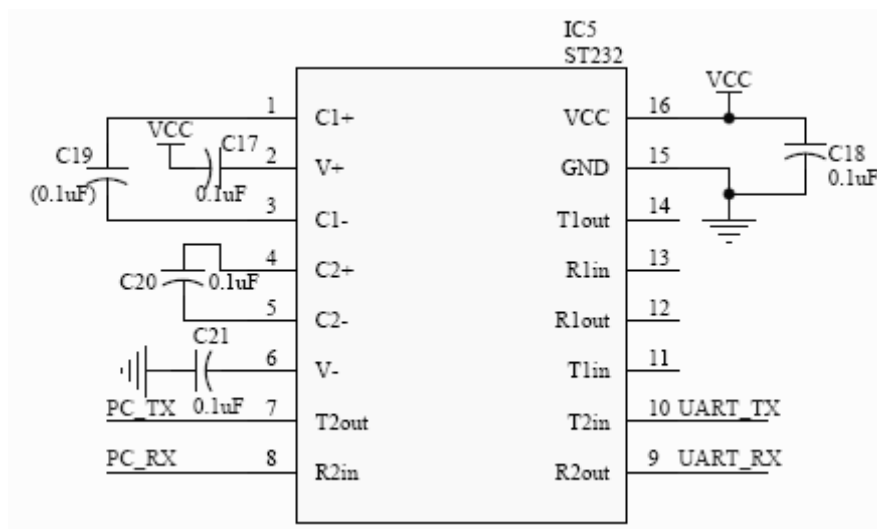 IC5
ST232
1 C1+ VCC 16 VCC
C19 (0.1uF)
VCC C17 0.1uF
2 V+ GND 15
C18 0.1uF
3 C1- T1out 14
4 C2+ R1in 13
C20 0.1uF
5 C2- R1out 12
C21 0.1uF
6 V- T1in 11
PC_TX 7 T2out T2in 10 UART_TX
PC_RX 8 R2in R2out 9 UART_RX